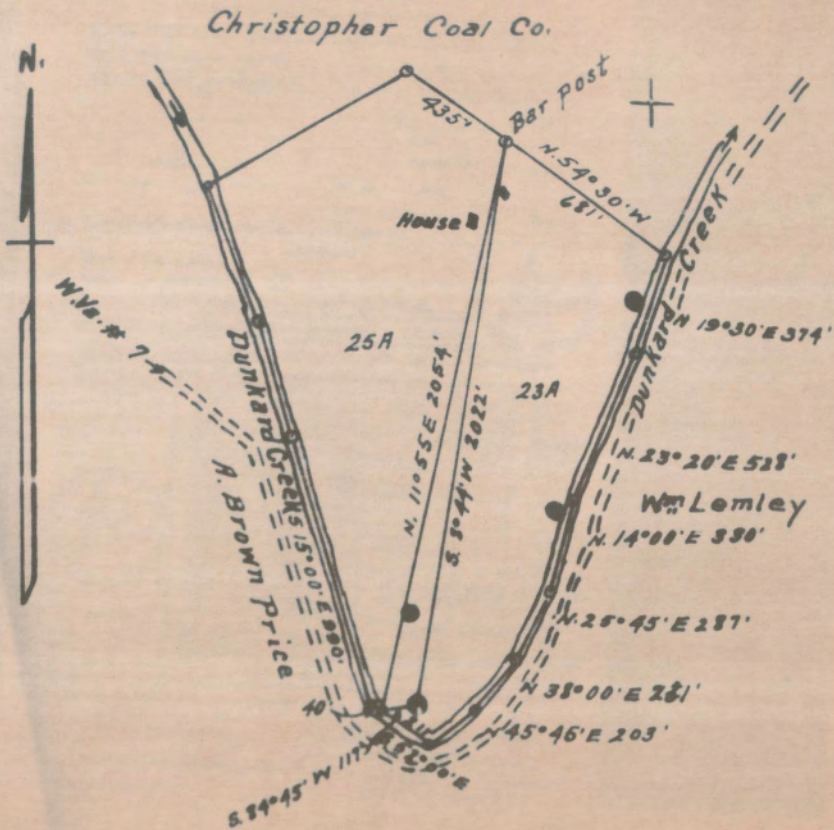 Christopher Coal Co.
N.
435'
Bar post
N. 54° 30' W
681'
House
W. Va. # 7
Dunkard Creek
25A
N. 11° 55 E 2054'
S. 8° 44' W 2022'
23A
Dunkard Creek
N 19° 30' E 374'
N. 23° 20' E 528'
Wm Lemley
N. 14° 00' E 330'
A. Brown Price
S 15° 00' E
N. 25° 45' E 287'
N 38° 00' E
40
N 45° 46' E 203'
S. 84° 45' W 117'